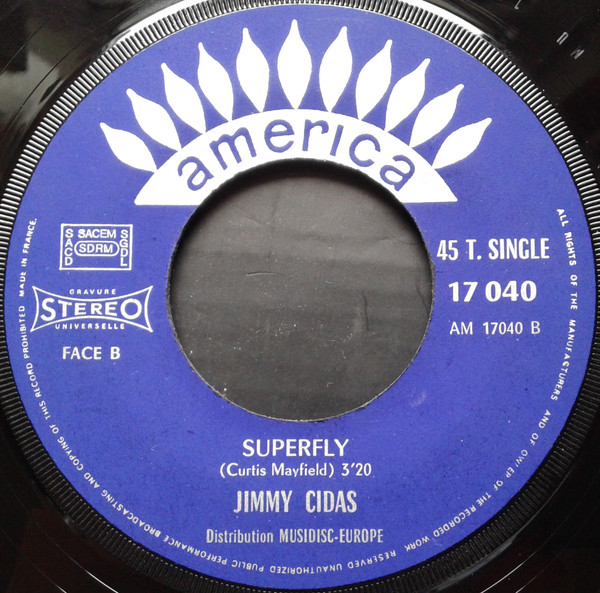 america
SACD
SACEM
SDRM
SGDL
GRAVURE
STEREO
UNIVERSELLE
FACE B
45 T. SINGLE
17 040
AM 17040 B
SUPERFLY
(Curtis Mayfield) 3'20
JIMMY CIDAS
Distribution MUSIDISC-EUROPE
ALL RIGHTS OF THE MANUFACTURERS AND OF OW'ER OF THE RECORDED WORK RESERVED UNAUTHORIZED PUBLIC PERFORMANCE BROADCASTING AND COPYING OF THIS RECORD PROHIBITED MADE IN FRANCE.